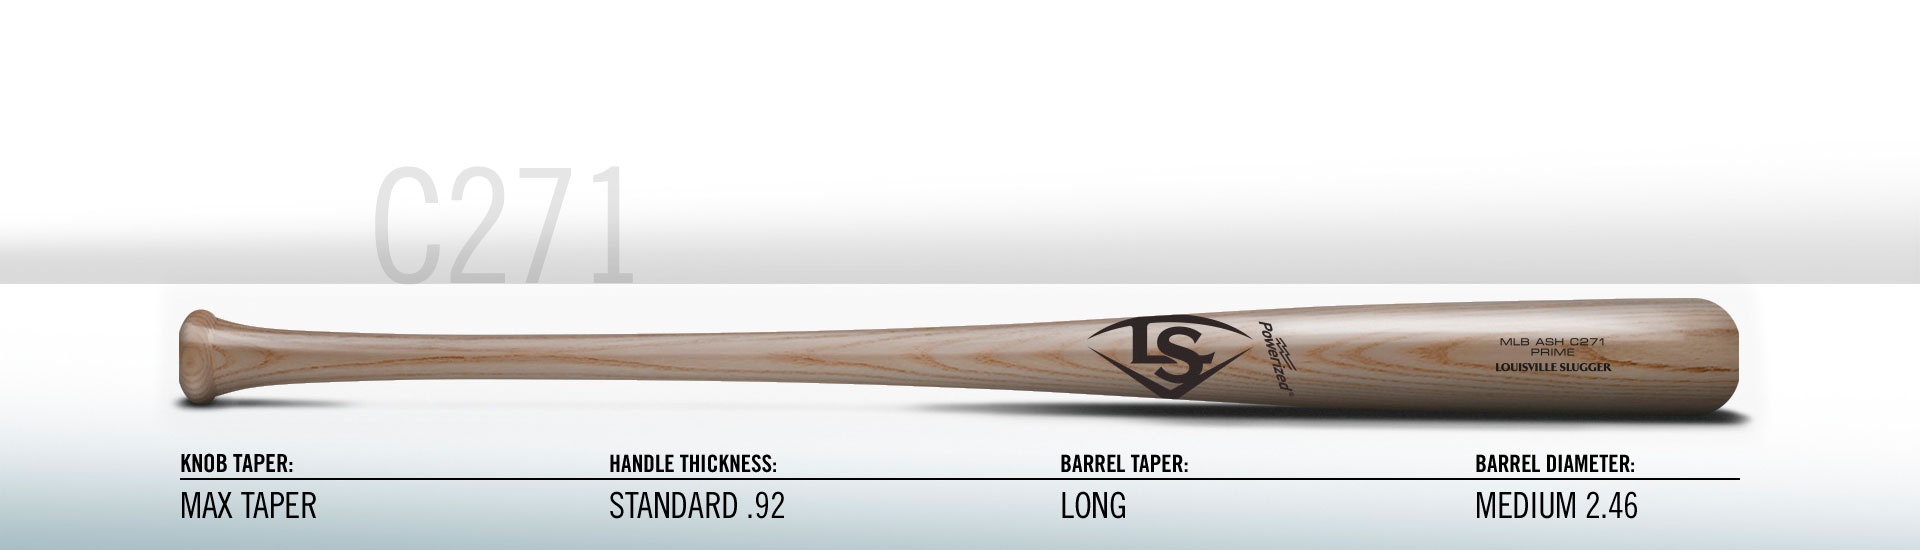 C271
LS
Powerized
MLB ASH C271
PRIME
LOUISVILLE SLUGGER
KNOB TAPER:
HANDLE THICKNESS:
BARREL TAPER:
BARREL DIAMETER:
MAX TAPER
STANDARD .92
LONG
MEDIUM 2.46